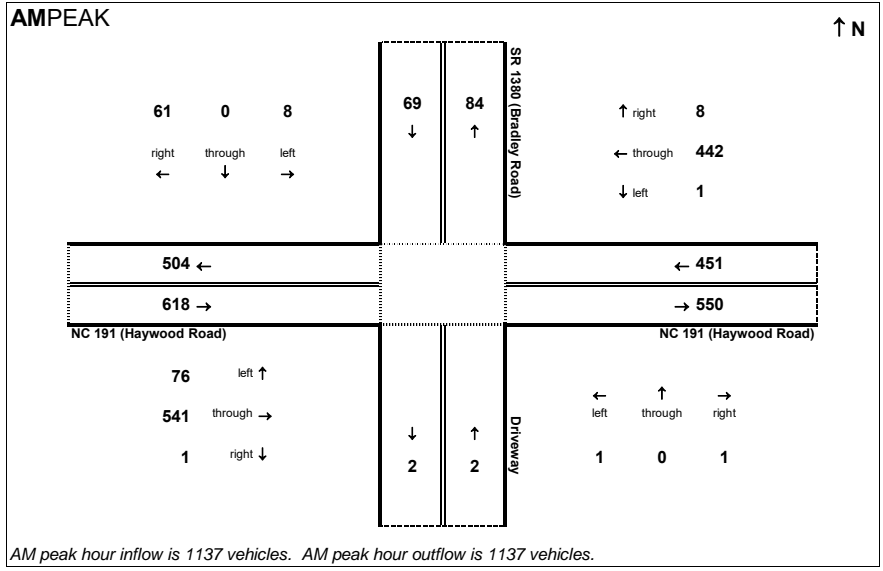 AMPEAK
↑ N
SR 1380 (Bradley Road)
61 0 8
right through left
← ↓ →
69 84
↓ ↑
↑ right 8
← through 442
↓ left 1
504 ←
618 →
← 451
→ 550
NC 191 (Haywood Road)
NC 191 (Haywood Road)
76 left ↑
541 through →
1 right ↓
↓ ↑
2 2
Driveway
← ↑ →
left through right
1 0 1
AM peak hour inflow is 1137 vehicles. AM peak hour outflow is 1137 vehicles.